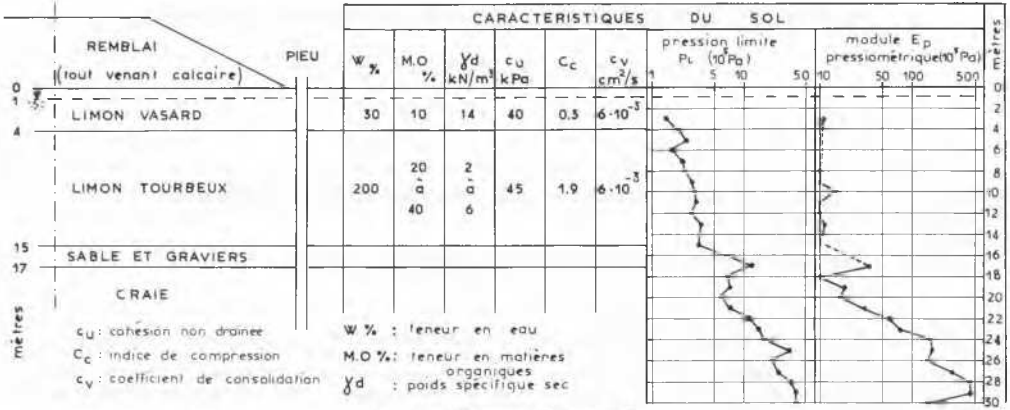 CARACTERISTIQUES DU SOL
REMBLAI
(tout venant calcaire)
PIEU
W %
M.O %
γd kN/m³
cu kPa
Cc
cv cm²/s
pression limite
PL (10⁵Pa)
1 5 10 50
module Ep
pressiométrique(10⁵Pa)
10 50 100 500
mètres
0
1
LIMON VASARD 30 10 14 40 0.3 6·10⁻³
4
LIMON TOURBEUX 200 20 à 40 2 à 6 45 1.9 6·10⁻³
15
SABLE ET GRAVIERS
17
CRAIE
mètres
0
2
4
6
8
10
12
14
16
18
20
22
24
26
28
30
cu : cohésion non drainée
Cc : indice de compression
cv : coefficient de consolidation
W % : teneur en eau
M.O % : teneur en matières organiques
γd : poids spécifique sec